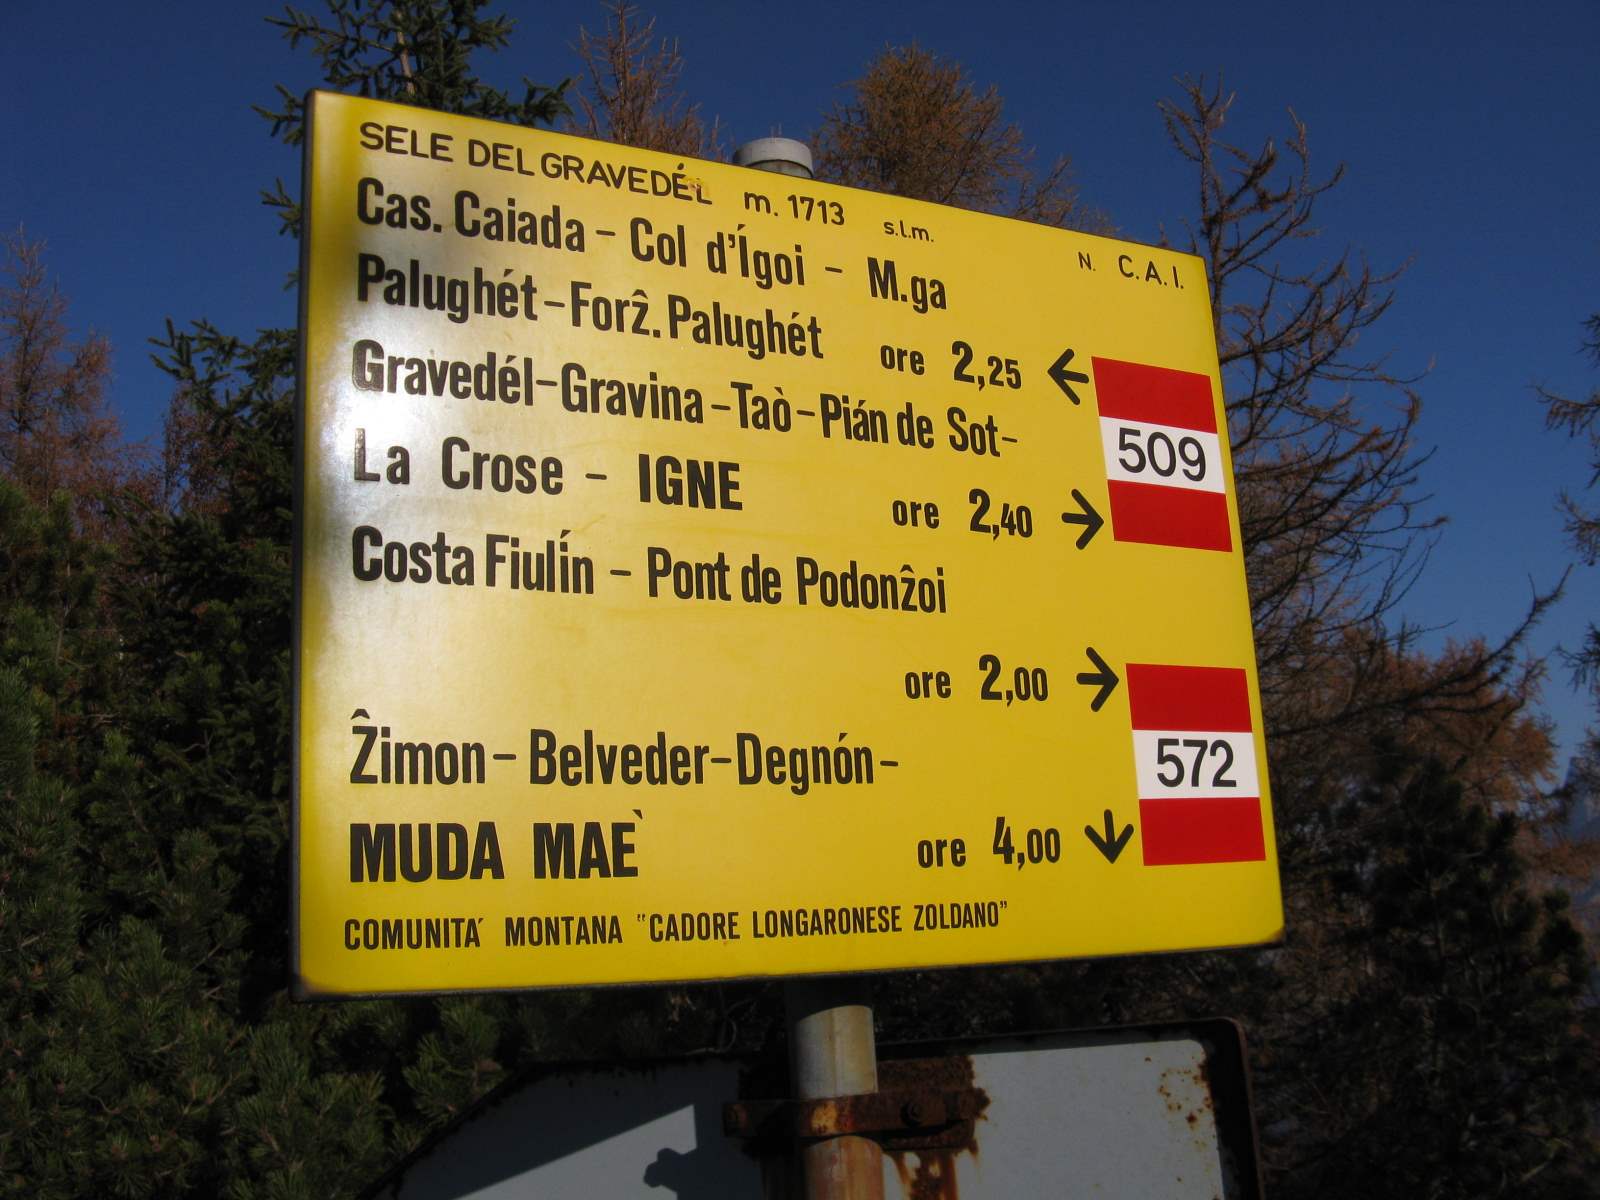 SELE DEL GRAVEDÉL m. 1713 s.l.m.
N. C.A.I.
Cas. Caiada – Col d'Ígoi – M.ga
Palughét – Forẑ. Palughét ore 2,25 ←
Gravedél – Gravina – Taò – Pián de Sot –
509
La Crose – IGNE ore 2,40 →
Costa Fiulín – Pont de Podonẑoi
ore 2,00 →
Ẑimon – Belveder – Degnón –
572
MUDA MAE` ore 4,00 ↓
COMUNITA´ MONTANA "CADORE LONGARONESE ZOLDANO"